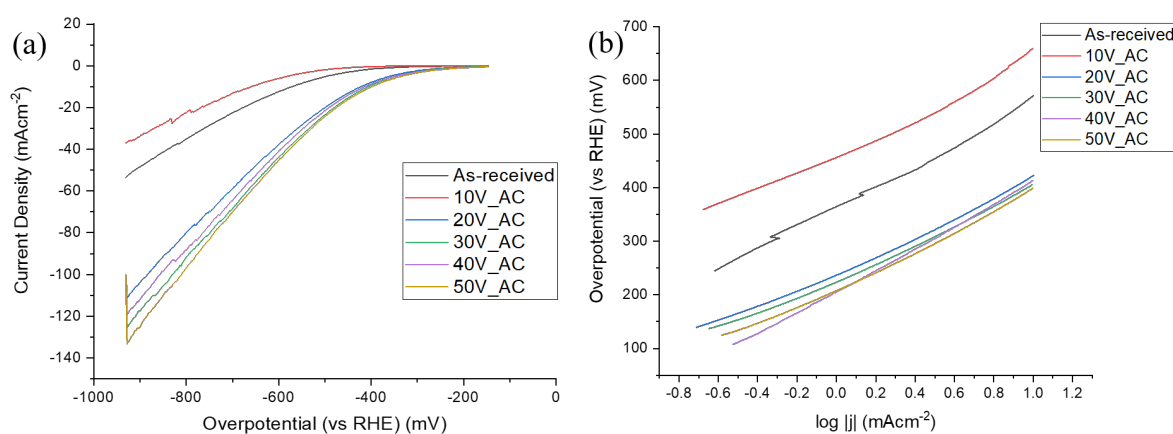 (a)
20
0
-20
-40
-60
-80
-100
-120
-140
Current Density (mAcm-2)
-1000
-800
-600
-400
-200
0
Overpotential (vs RHE) (mV)
As-received
10V_AC
20V_AC
30V_AC
40V_AC
50V_AC
(b)
700
600
500
400
300
200
100
Overpotential (vs RHE) (mV)
-0.8
-0.6
-0.4
-0.2
0.0
0.2
0.4
0.6
0.8
1.0
1.2
log |j| (mAcm-2)
As-received
10V_AC
20V_AC
30V_AC
40V_AC
50V_AC